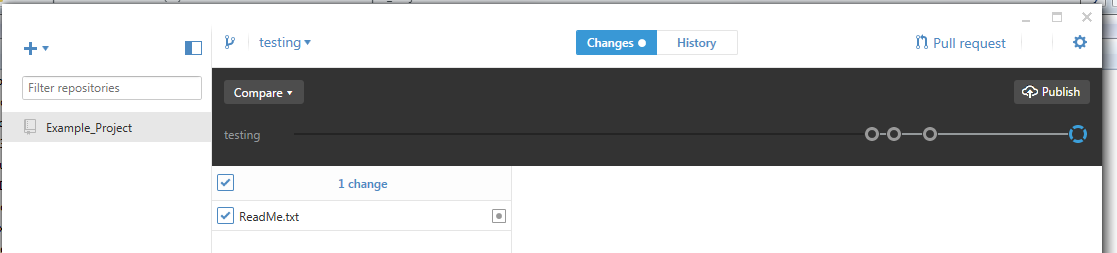 testing
Changes
History
Pull request
Filter repositories
Compare
Publish
Example_Project
testing
1 change
ReadMe.txt